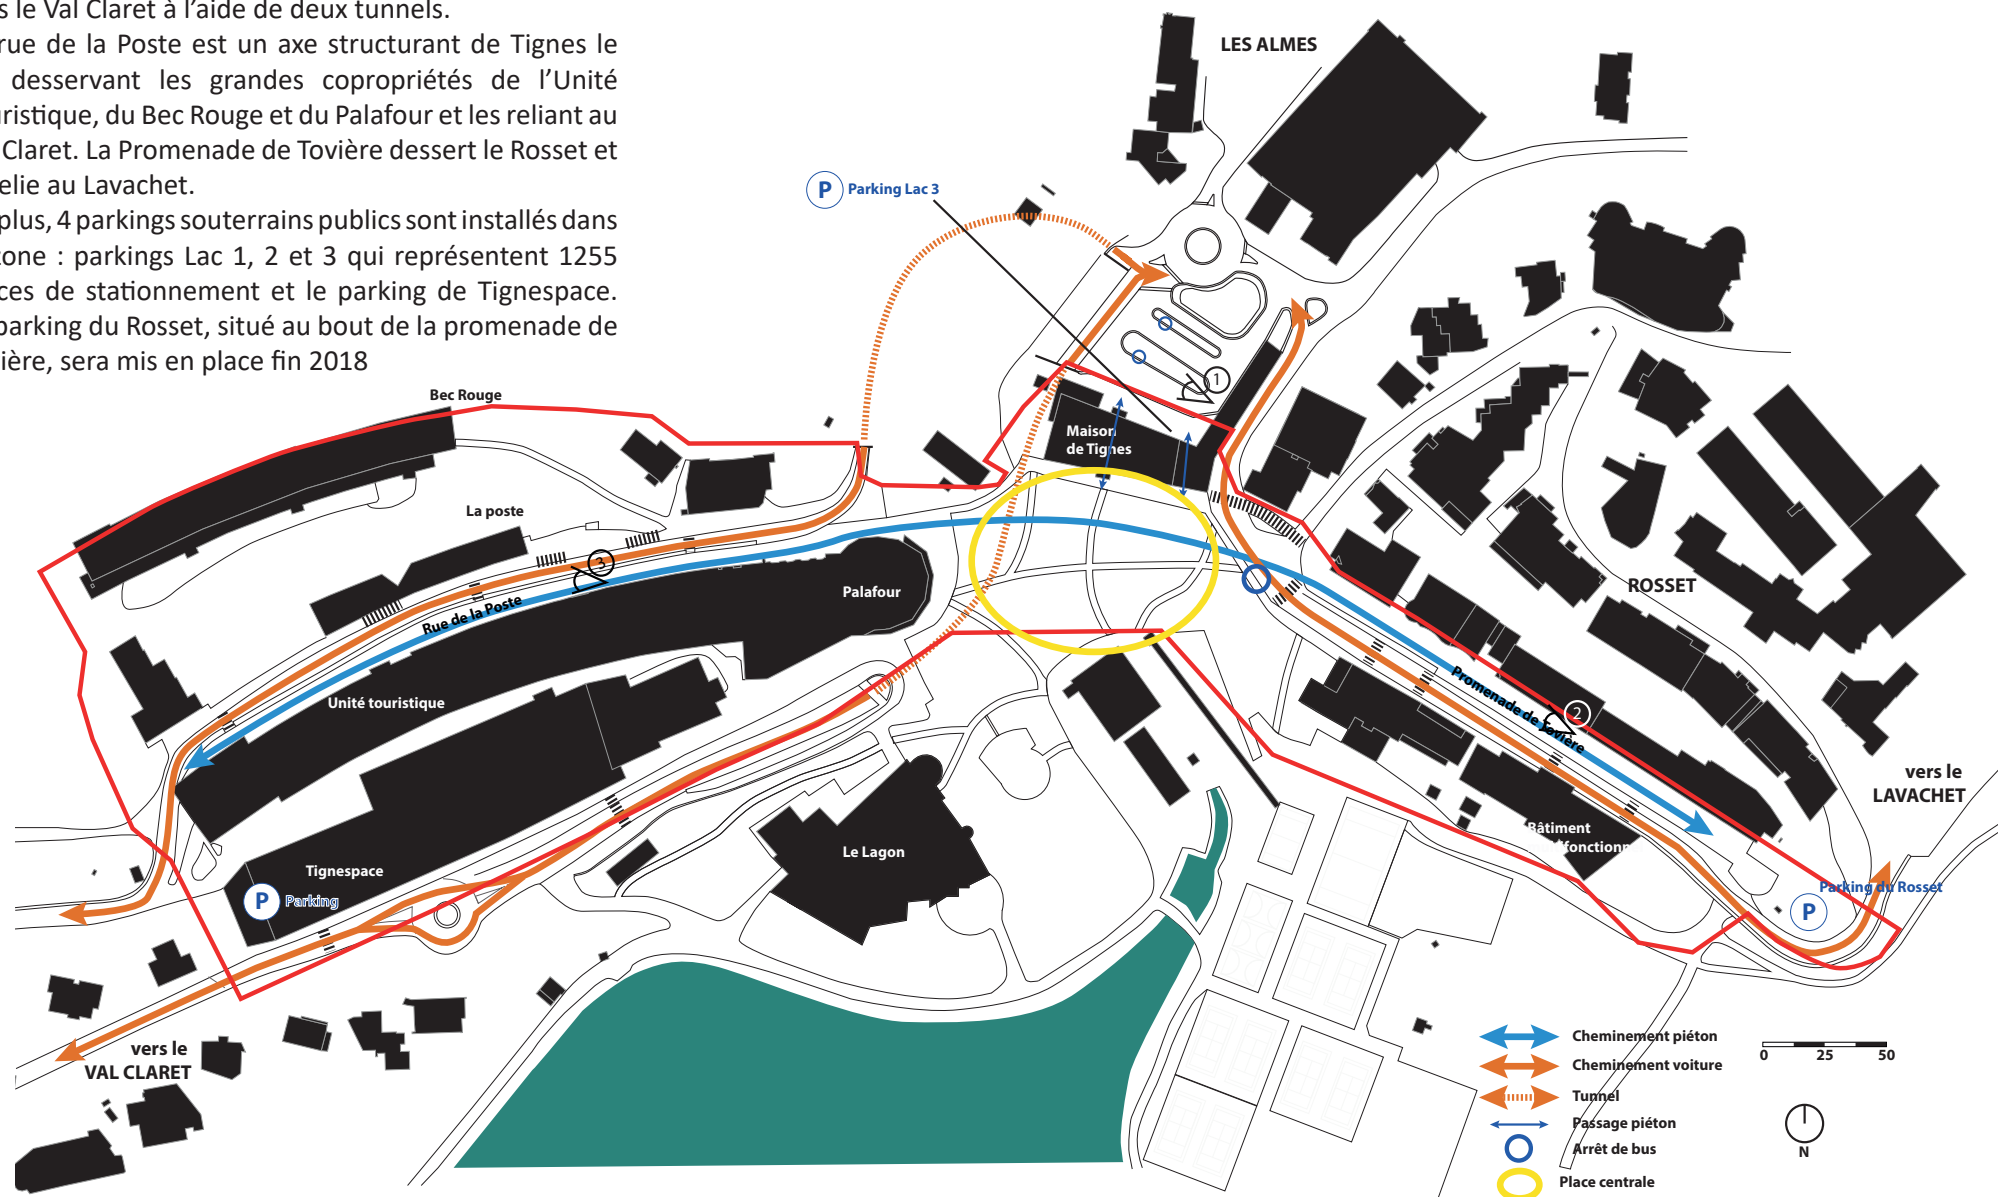 s le Val Claret à l’aide de deux tunnels.
rue de la Poste est un axe structurant de Tignes le
desservant les grandes copropriétés de l’Unité
uristique, du Bec Rouge et du Palafour et les reliant au
Claret. La Promenade de Tovière dessert le Rosset et
elie au Lavachet.
plus, 4 parkings souterrains publics sont installés dans
zone : parkings Lac 1, 2 et 3 qui représentent 1255
ces de stationnement et le parking de Tignespace.
parking du Rosset, situé au bout de la promenade de
vière, sera mis en place fin 2018
LES ALMES
P Parking Lac 3
1
Bec Rouge
Maison
de Tignes
La poste
3
Palafour
Rue de la Poste
ROSSET
Unité touristique
Promenade de Tovière
2
vers le
LAVACHET
Bâtiment
fonctionn
Le Lagon
Tignespace
P Parking
Parking du Rosset
P
vers le
VAL CLARET
Cheminement piéton
Cheminement voiture
Tunnel
Passage piéton
Arrêt de bus
Place centrale
0 25 50
N